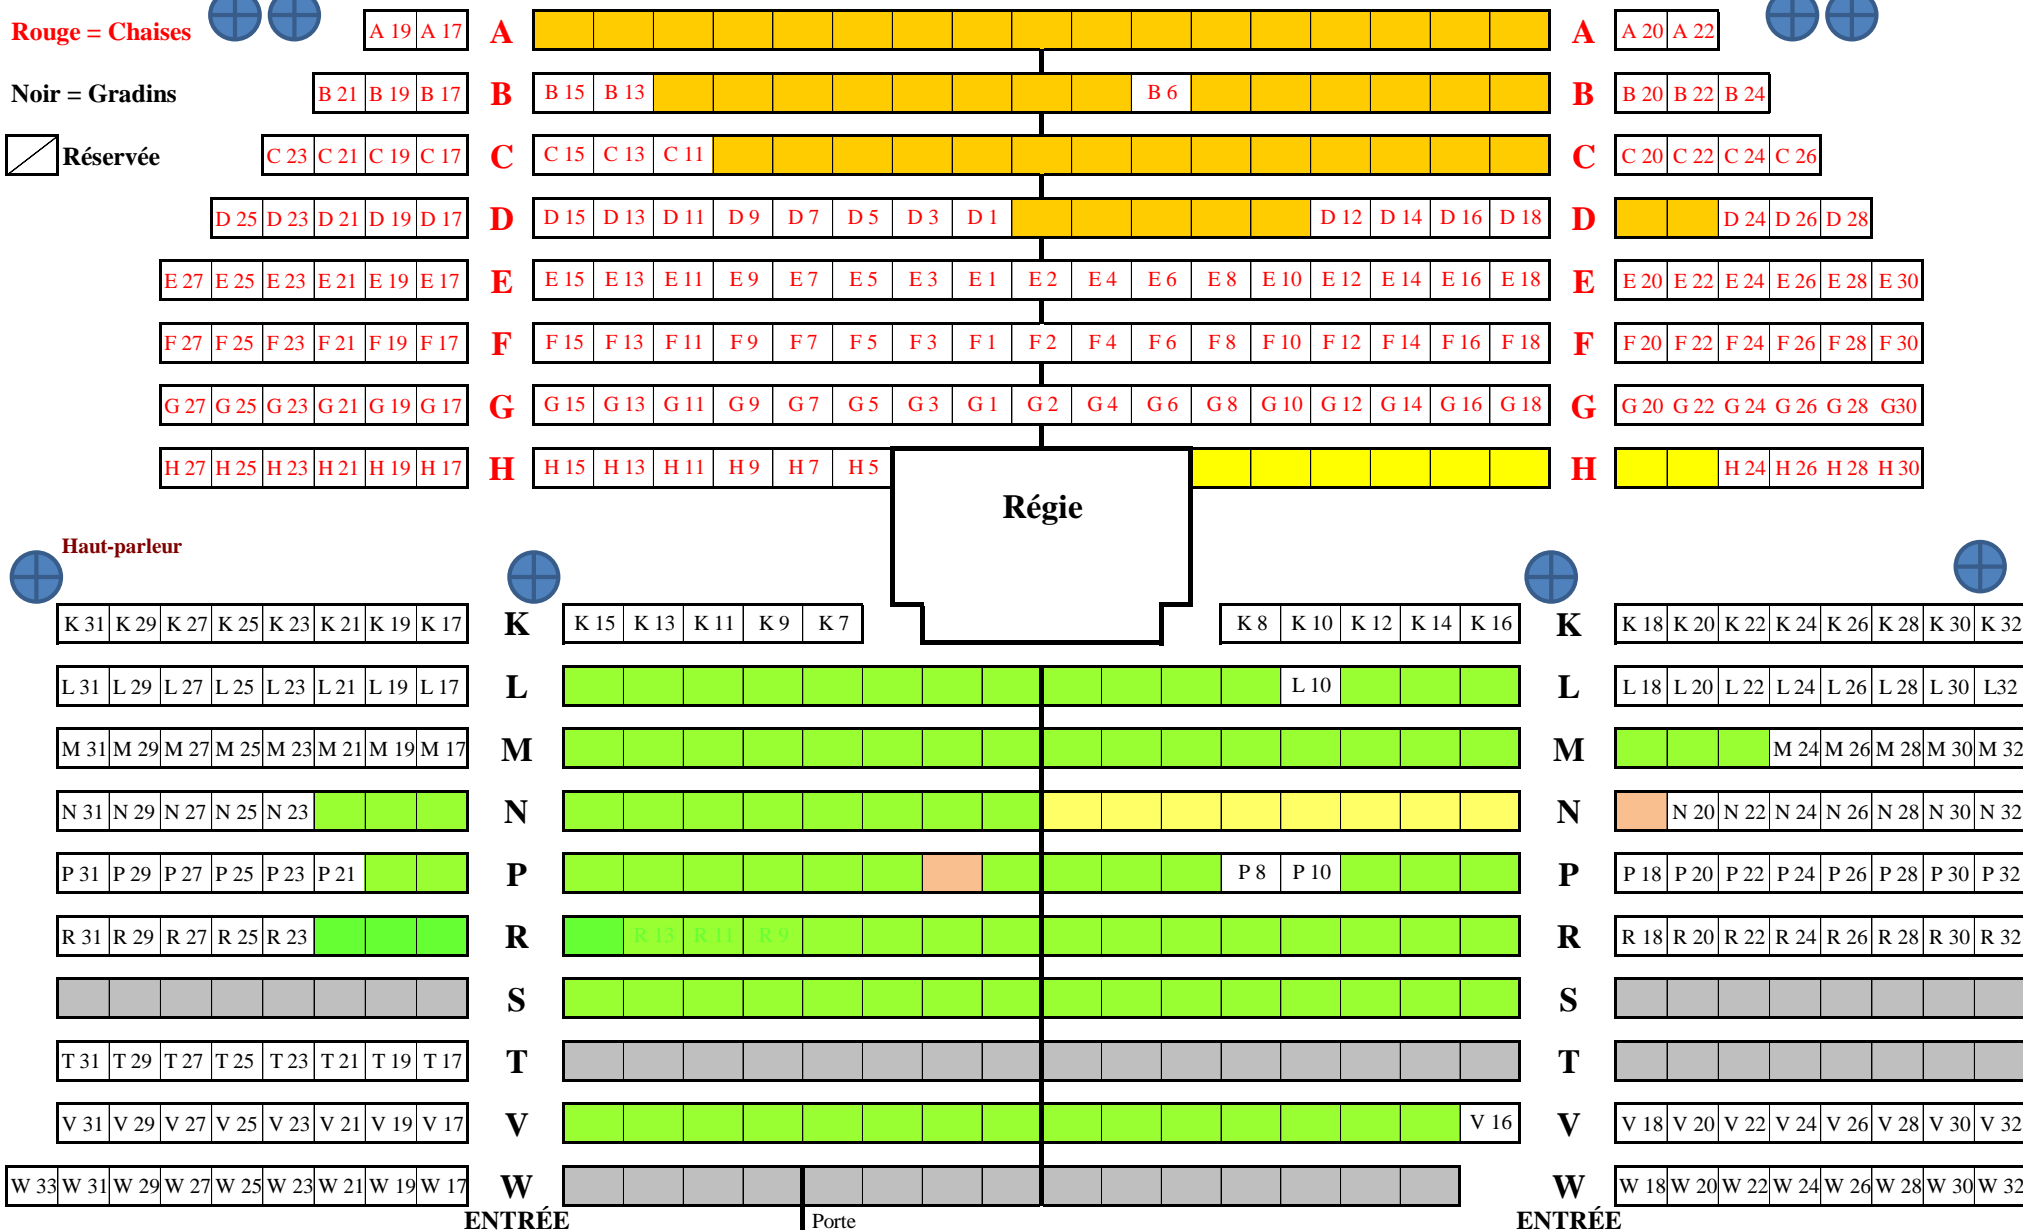 Rouge = Chaises A 19 A 17 A A A 20 A 22
Noir = Gradins B 21 B 19 B 17 B B 15 B 13 B 6 B B 20 B 22 B 24
Réservée C 23 C 21 C 19 C 17 C C 15 C 13 C 11 C C 20 C 22 C 24 C 26
D 25 D 23 D 21 D 19 D 17 D D 15 D 13 D 11 D 9 D 7 D 5 D 3 D 1 D 12 D 14 D 16 D 18 D D 24 D 26 D 28
E 27 E 25 E 23 E 21 E 19 E 17 E E 15 E 13 E 11 E 9 E 7 E 5 E 3 E 1 E 2 E 4 E 6 E 8 E 10 E 12 E 14 E 16 E 18 E E 20 E 22 E 24 E 26 E 28 E 30
F 27 F 25 F 23 F 21 F 19 F 17 F F 15 F 13 F 11 F 9 F 7 F 5 F 3 F 1 F 2 F 4 F 6 F 8 F 10 F 12 F 14 F 16 F 18 F F 20 F 22 F 24 F 26 F 28 F 30
G 27 G 25 G 23 G 21 G 19 G 17 G G 15 G 13 G 11 G 9 G 7 G 5 G 3 G 1 G 2 G 4 G 6 G 8 G 10 G 12 G 14 G 16 G 18 G G 20 G 22 G 24 G 26 G 28 G30
H 27 H 25 H 23 H 21 H 19 H 17 H H 15 H 13 H 11 H 9 H 7 H 5 H H 24 H 26 H 28 H 30
Régie
Haut-parleur
K 31 K 29 K 27 K 25 K 23 K 21 K 19 K 17 K K 15 K 13 K 11 K 9 K 7 K 8 K 10 K 12 K 14 K 16 K K 18 K 20 K 22 K 24 K 26 K 28 K 30 K 32
L 31 L 29 L 27 L 25 L 23 L 21 L 19 L 17 L L 10 L L 18 L 20 L 22 L 24 L 26 L 28 L 30 L32
M 31 M 29 M 27 M 25 M 23 M 21 M 19 M 17 M M M 24 M 26 M 28 M 30 M 32
N 31 N 29 N 27 N 25 N 23 N N N 20 N 22 N 24 N 26 N 28 N 30 N 32
P 31 P 29 P 27 P 25 P 23 P 21 P P 8 P 10 P P 18 P 20 P 22 P 24 P 26 P 28 P 30 P 32
R 31 R 29 R 27 R 25 R 23 R R 13 R 11 R 9 R R 18 R 20 R 22 R 24 R 26 R 28 R 30 R 32
S S
T 31 T 29 T 27 T 25 T 23 T 21 T 19 T 17 T T
V 31 V 29 V 27 V 25 V 23 V 21 V 19 V 17 V V 16 V V 18 V 20 V 22 V 24 V 26 V 28 V 30 V 32
W 33 W 31 W 29 W 27 W 25 W 23 W 21 W 19 W 17 W W W 18 W 20 W 22 W 24 W 26 W 28 W 30 W 32
ENTRÉE Porte ENTRÉE